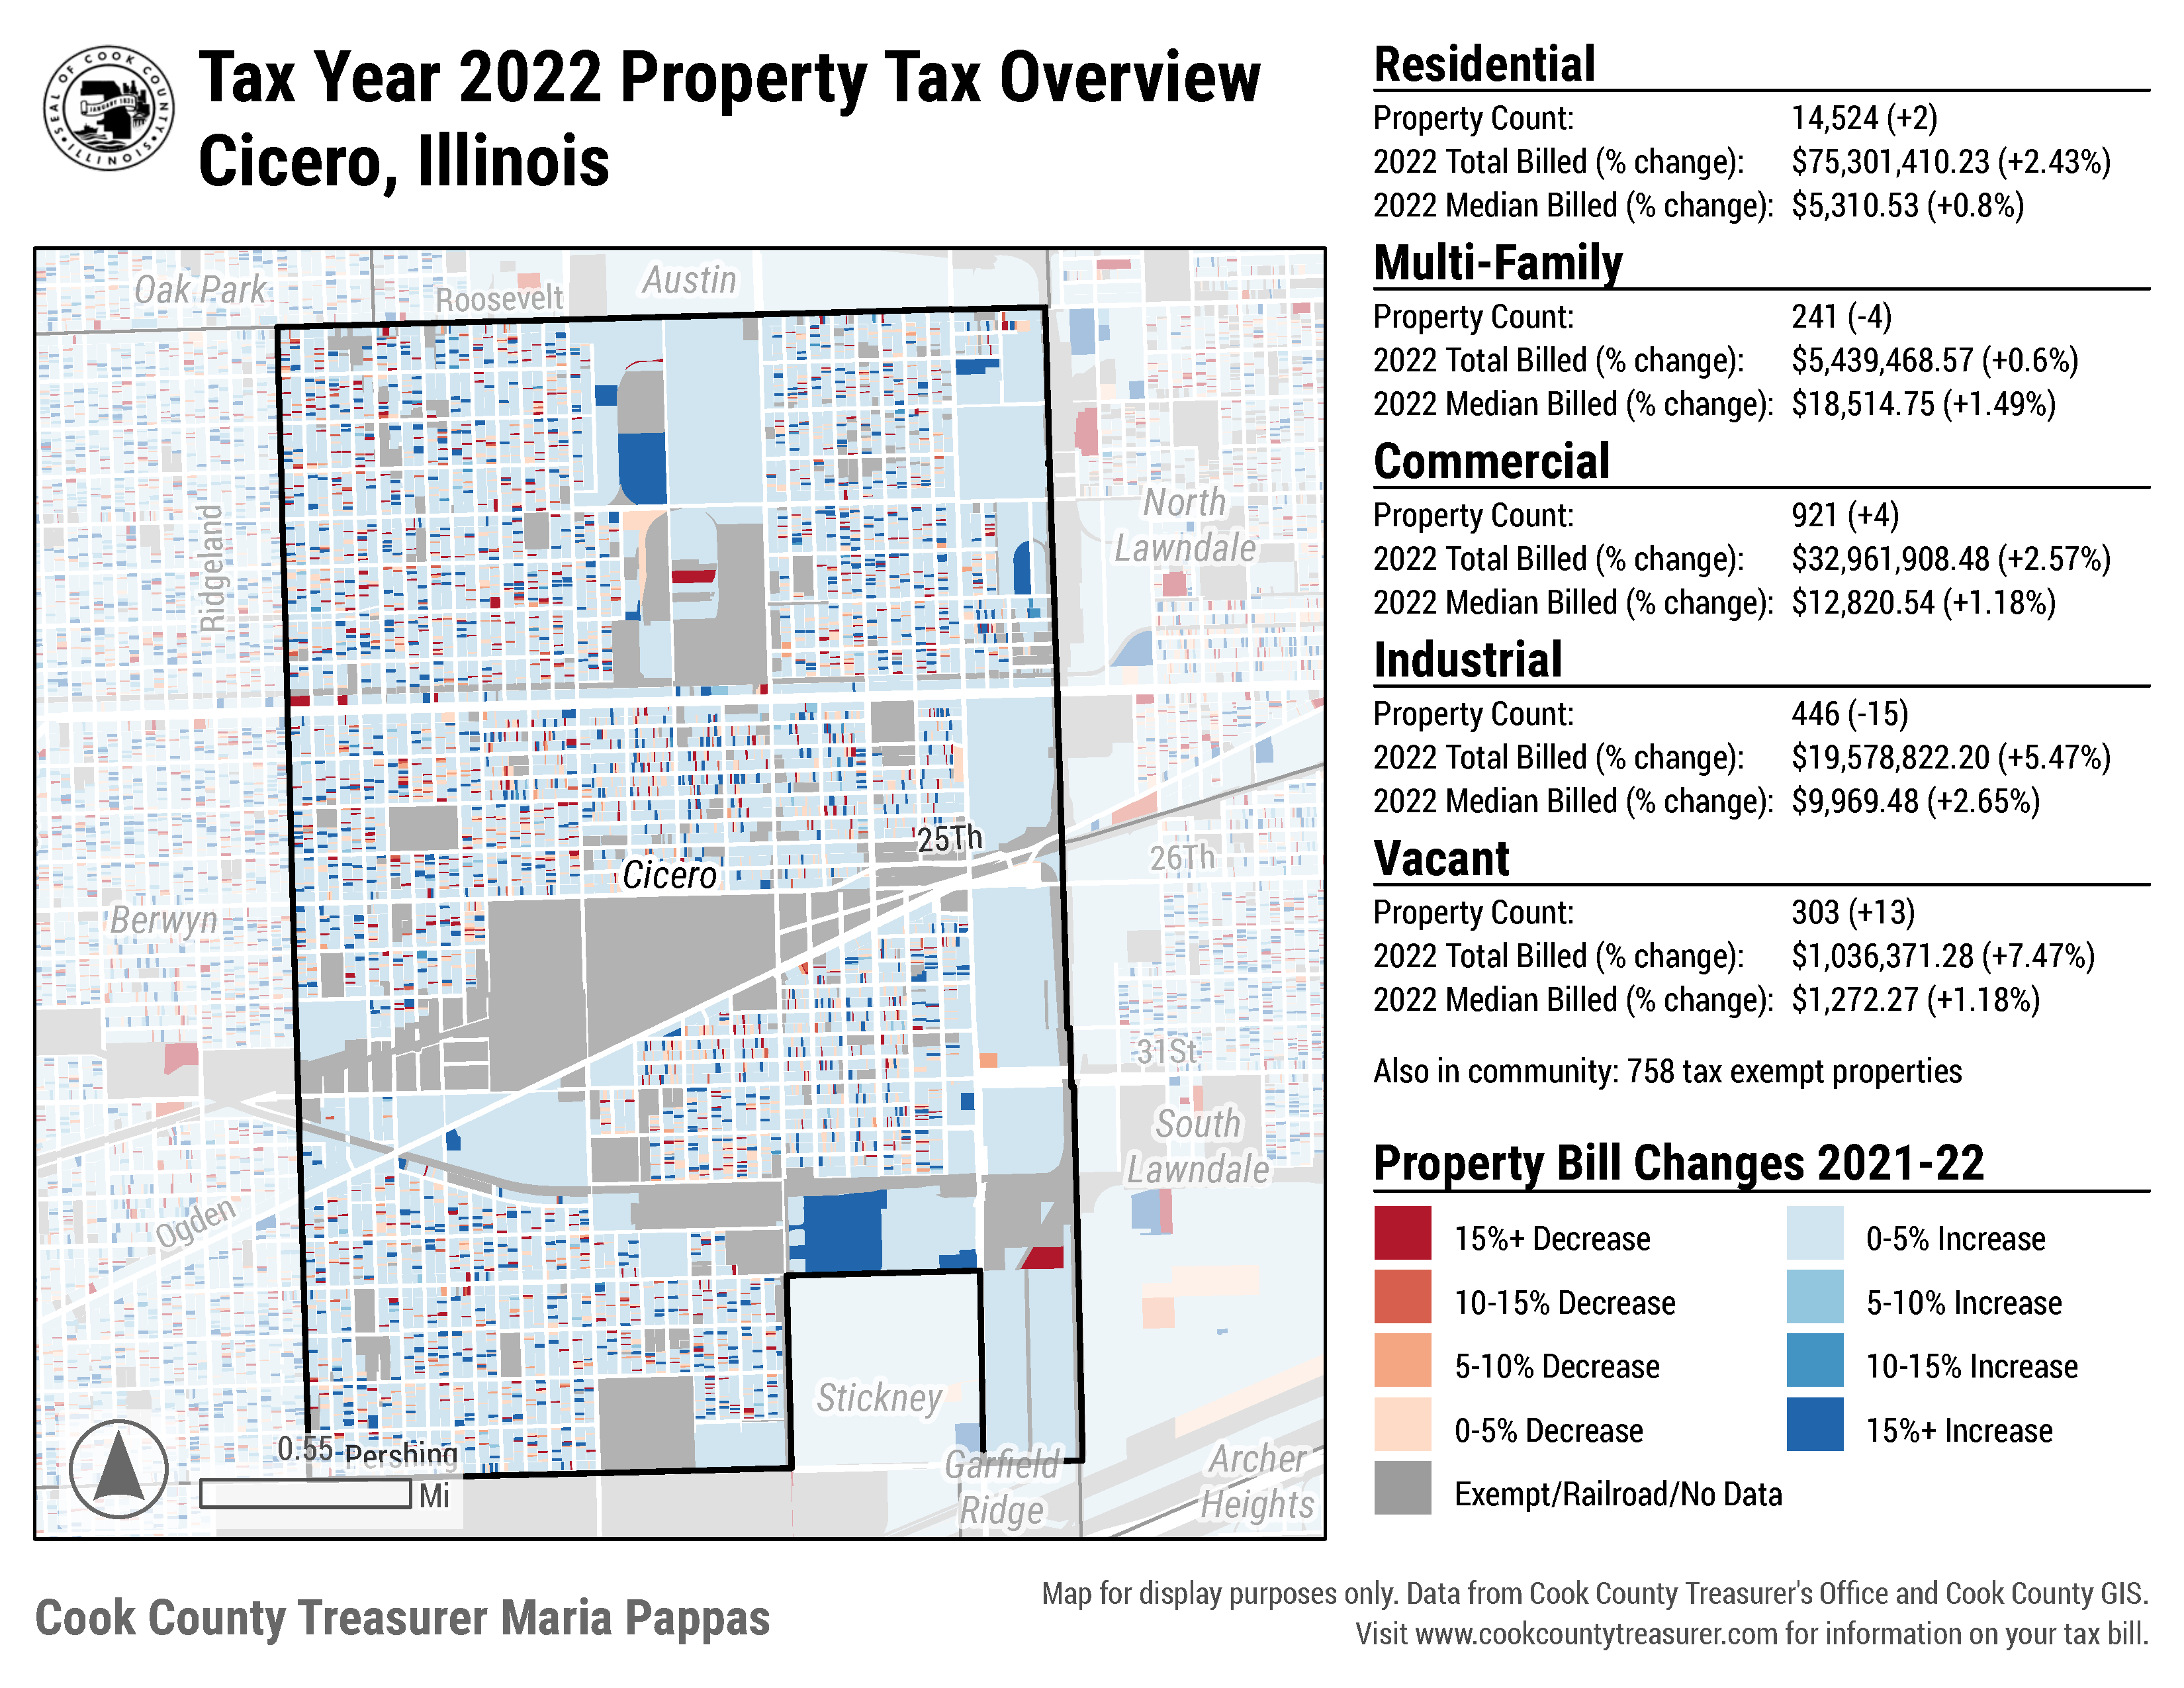 SEAL OF COOK COUNTY
JANUARY 1831
ILLINOIS
Tax Year 2022 Property Tax Overview
Cicero, Illinois
Oak Park
Roosevelt
Austin
Ridgeland
North
Lawndale
25Th
26Th
Cicero
Berwyn
31St
South
Lawndale
Ogden
Stickney
0.55 Pershing
Mi
Garfield
Ridge
Archer
Heights
Residential
Property Count: 14,524 (+2)
2022 Total Billed (% change): $75,301,410.23 (+2.43%)
2022 Median Billed (% change): $5,310.53 (+0.8%)
Multi-Family
Property Count: 241 (-4)
2022 Total Billed (% change): $5,439,468.57 (+0.6%)
2022 Median Billed (% change): $18,514.75 (+1.49%)
Commercial
Property Count: 921 (+4)
2022 Total Billed (% change): $32,961,908.48 (+2.57%)
2022 Median Billed (% change): $12,820.54 (+1.18%)
Industrial
Property Count: 446 (-15)
2022 Total Billed (% change): $19,578,822.20 (+5.47%)
2022 Median Billed (% change): $9,969.48 (+2.65%)
Vacant
Property Count: 303 (+13)
2022 Total Billed (% change): $1,036,371.28 (+7.47%)
2022 Median Billed (% change): $1,272.27 (+1.18%)
Also in community: 758 tax exempt properties
Property Bill Changes 2021-22
15%+ Decrease
10-15% Decrease
5-10% Decrease
0-5% Decrease
Exempt/Railroad/No Data
0-5% Increase
5-10% Increase
10-15% Increase
15%+ Increase
Cook County Treasurer Maria Pappas
Map for display purposes only. Data from Cook County Treasurer's Office and Cook County GIS.
Visit www.cookcountytreasurer.com for information on your tax bill.